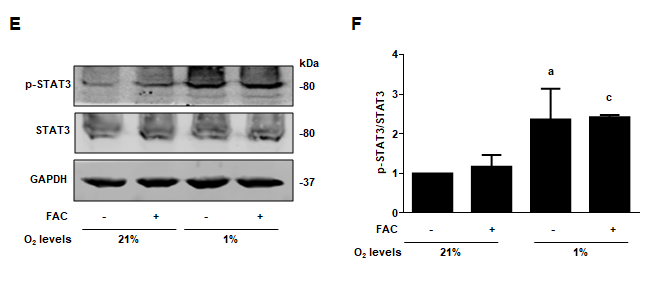 E
kDa
p-STAT3
-80
STAT3
-80
GAPDH
-37
FAC - + - +
O₂ levels 21% 1%
F
p-STAT3/STAT3
4
3
2
1
0
a
c
FAC - + - +
O₂ levels 21% 1%